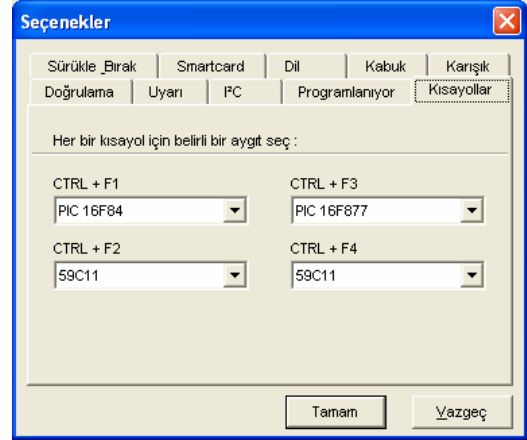 Seçenekler
Sürükle_Bırak Smartcard Dil Kabuk Karışık
Doğrulama Uyarı I²C Programlanıyor Kısayollar
Her bir kısayol için belirli bir aygıt seç :
CTRL + F1 CTRL + F3
PIC 16F84 PIC 16F877
CTRL + F2 CTRL + F4
59C11 59C11
Tamam Vazgeç